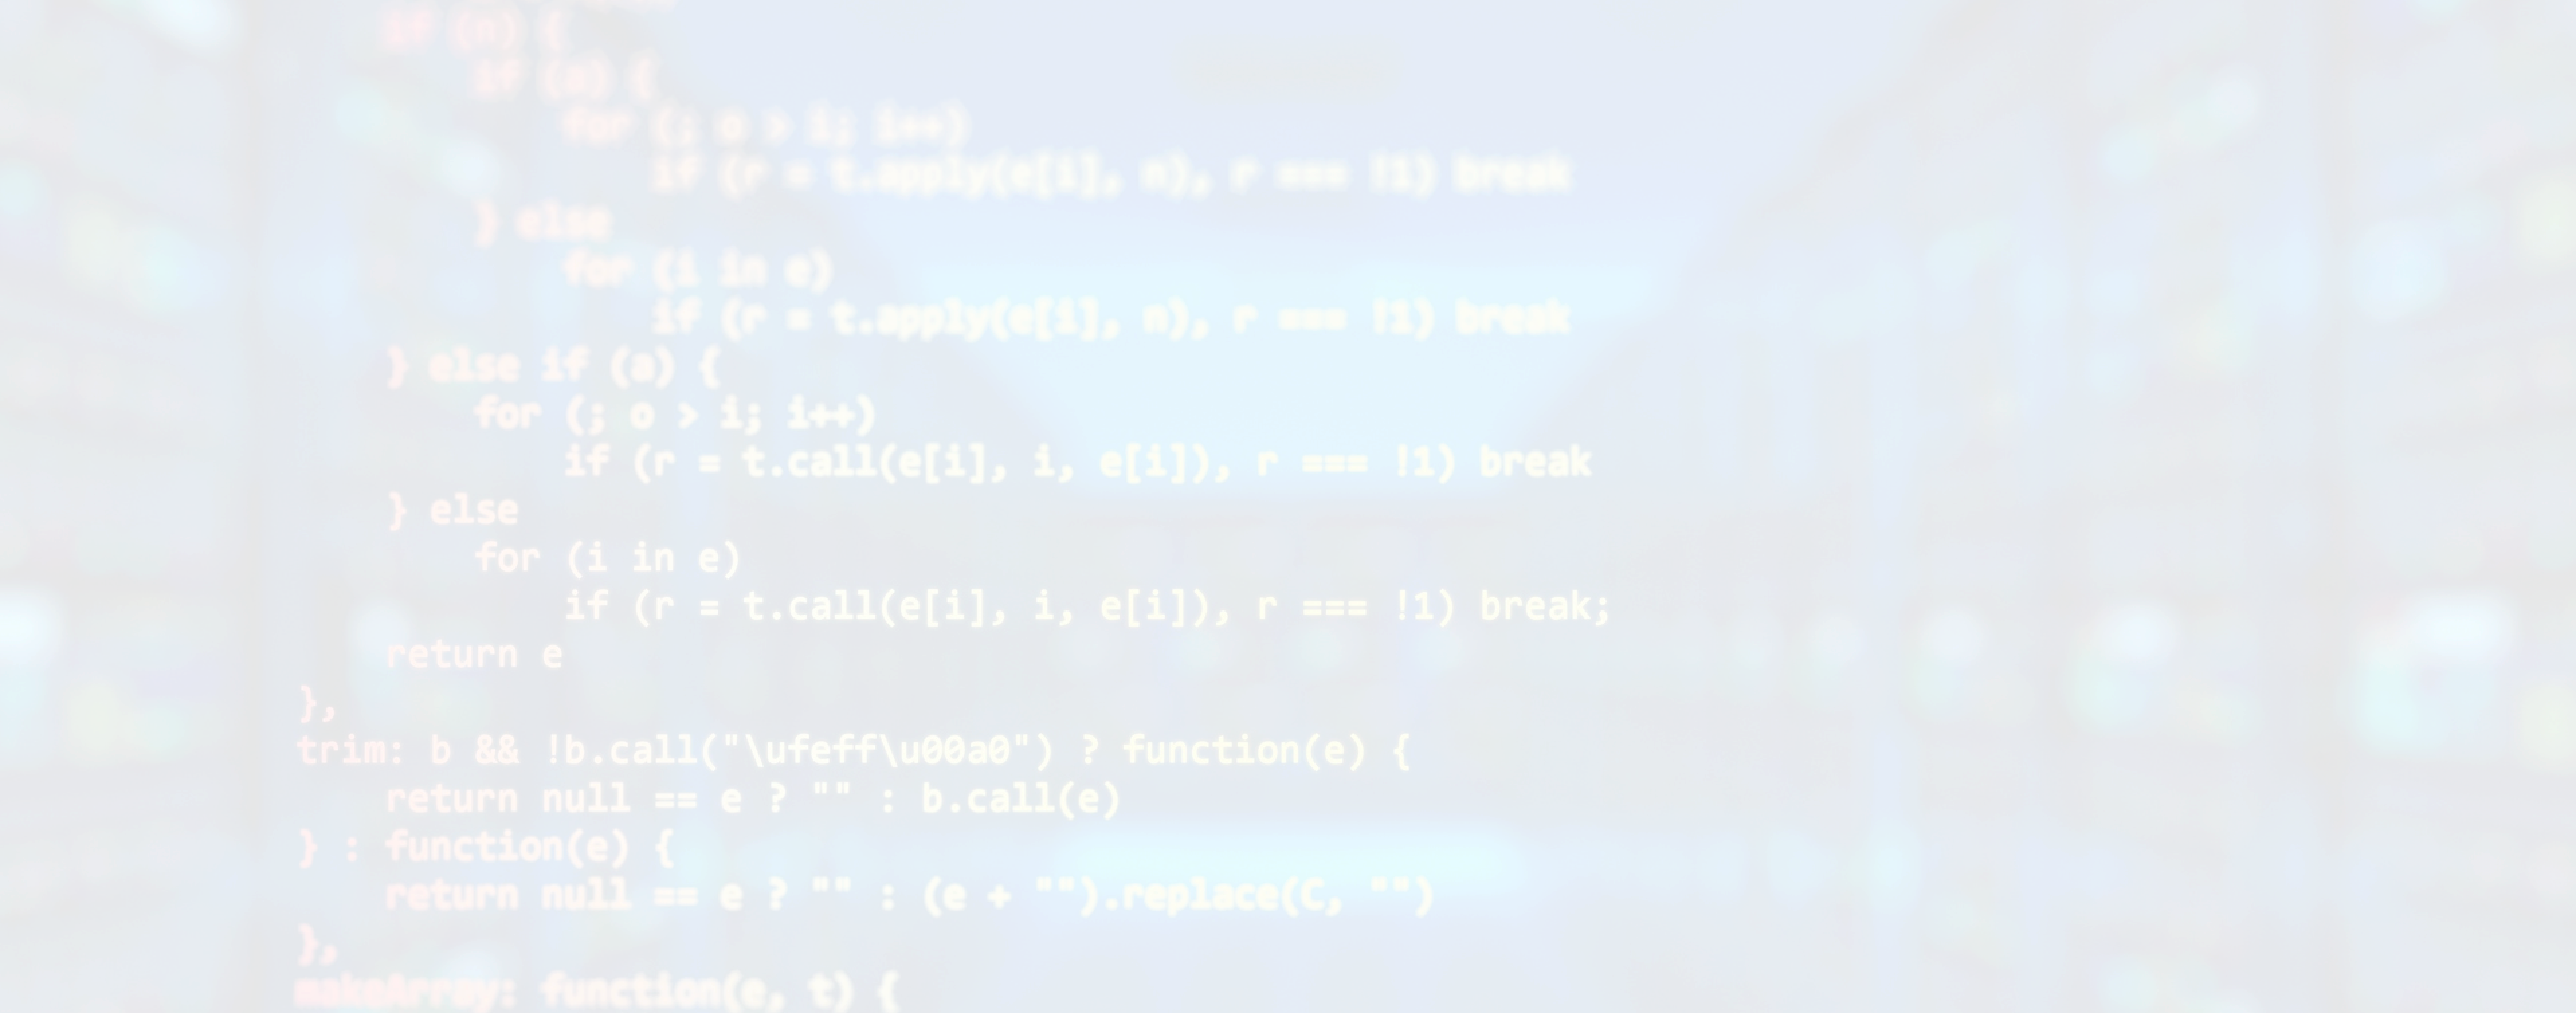 if (n) {
if (a) {
for (; o > i; i++)
if (r = t.apply(e[i], n), r === !1) break
} else
for (i in e)
if (r = t.apply(e[i], n), r === !1) break
} else if (a) {
for (; o > i; i++)
if (r = t.call(e[i], i, e[i]), r === !1) break
} else
for (i in e)
if (r = t.call(e[i], i, e[i]), r === !1) break;
return e
},
trim: b && !b.call("\ufeff\u00a0") ? function(e) {
return null == e ? "" : b.call(e)
} : function(e) {
return null == e ? "" : (e + "").replace(C, "")
},
makeArray: function(e, t) {